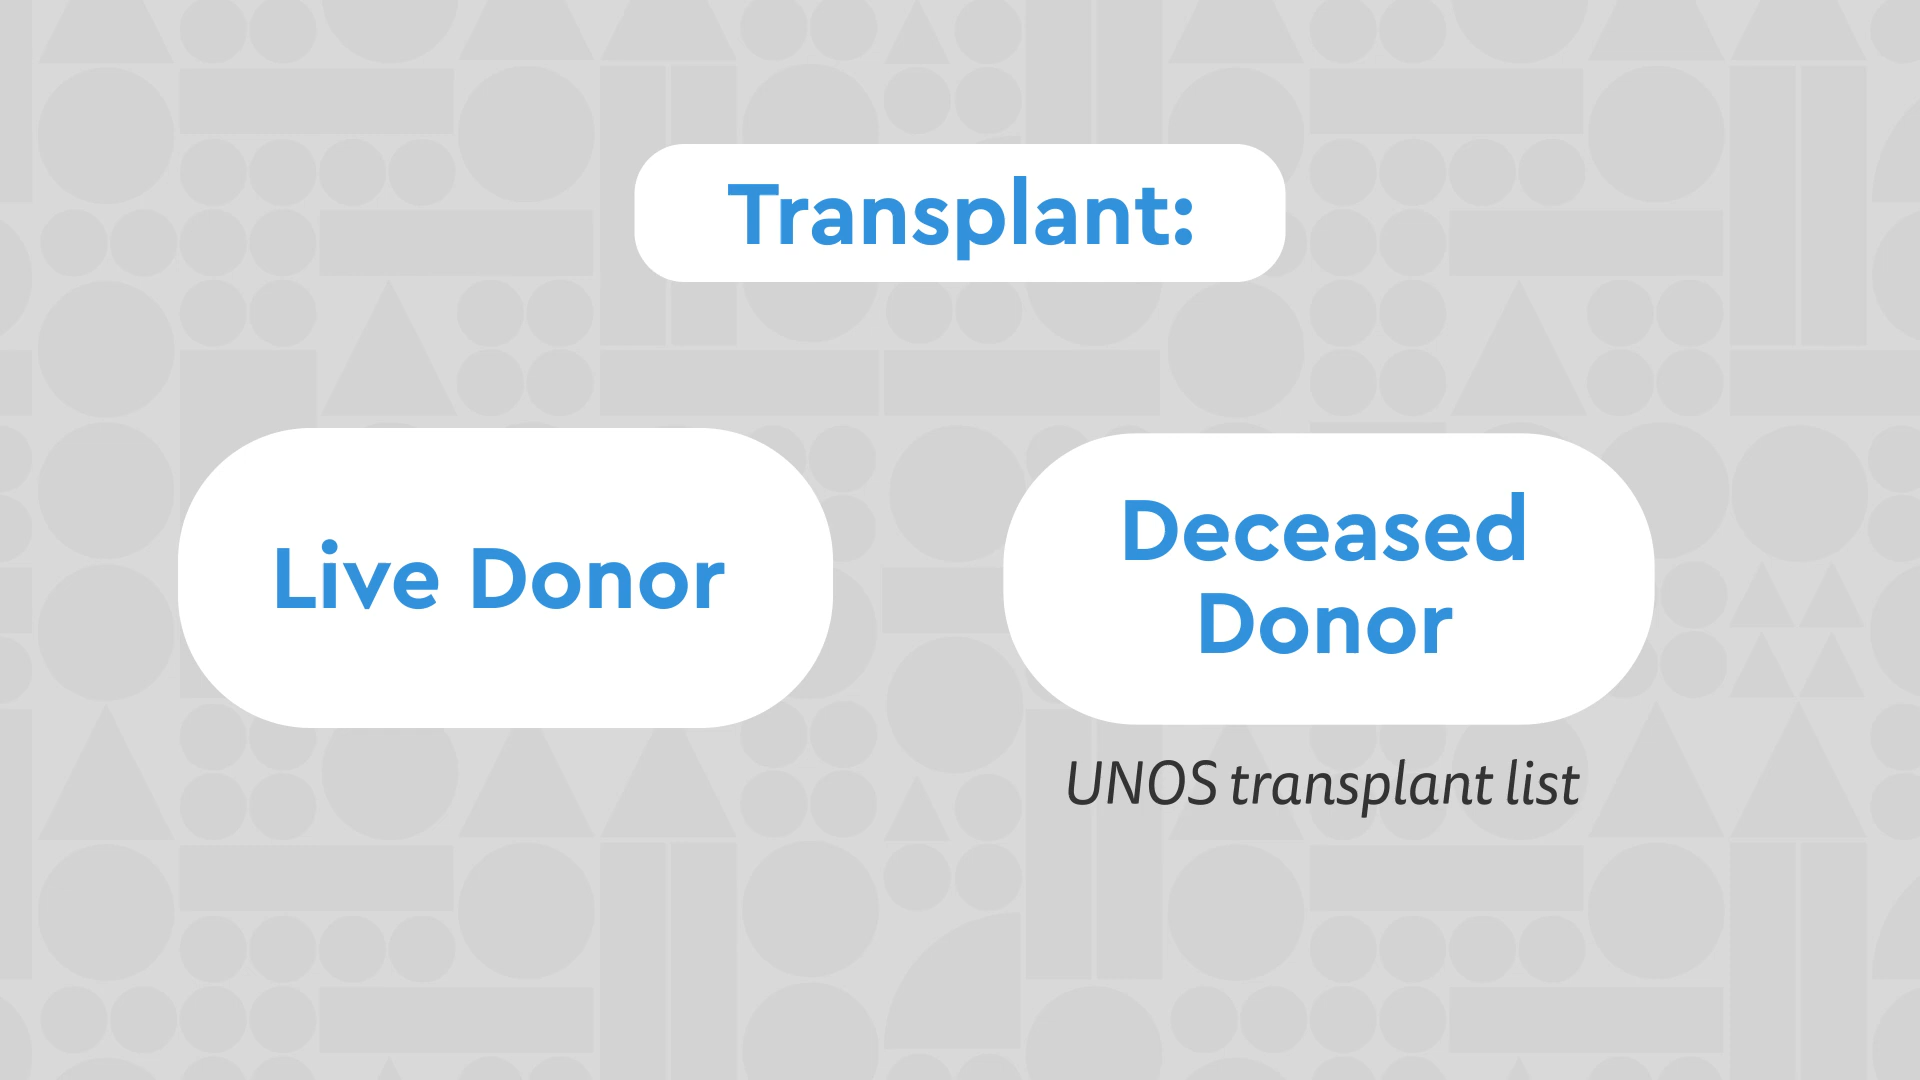 Transplant:
Live Donor
Deceased
Donor
UNOS transplant list